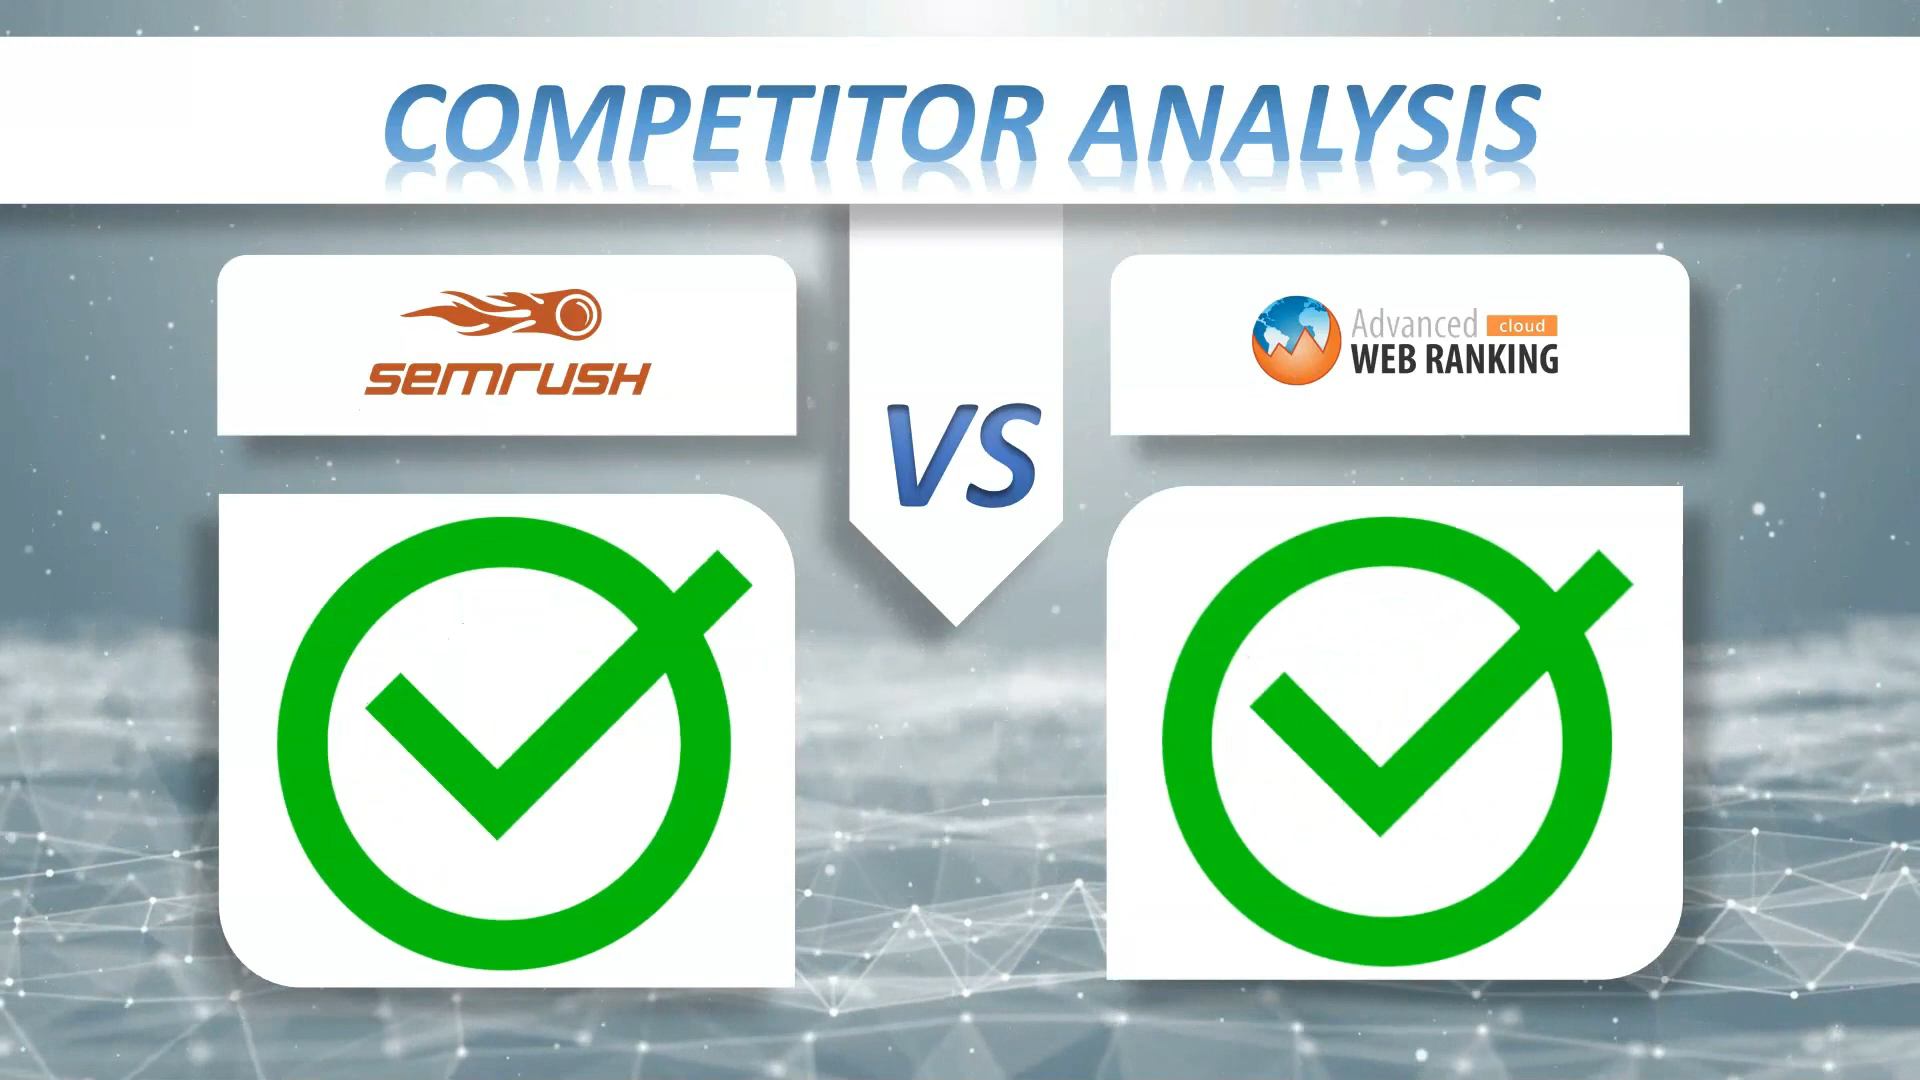 COMPETITOR ANALYSIS
semrush
VS
Advanced cloud
WEB RANKING